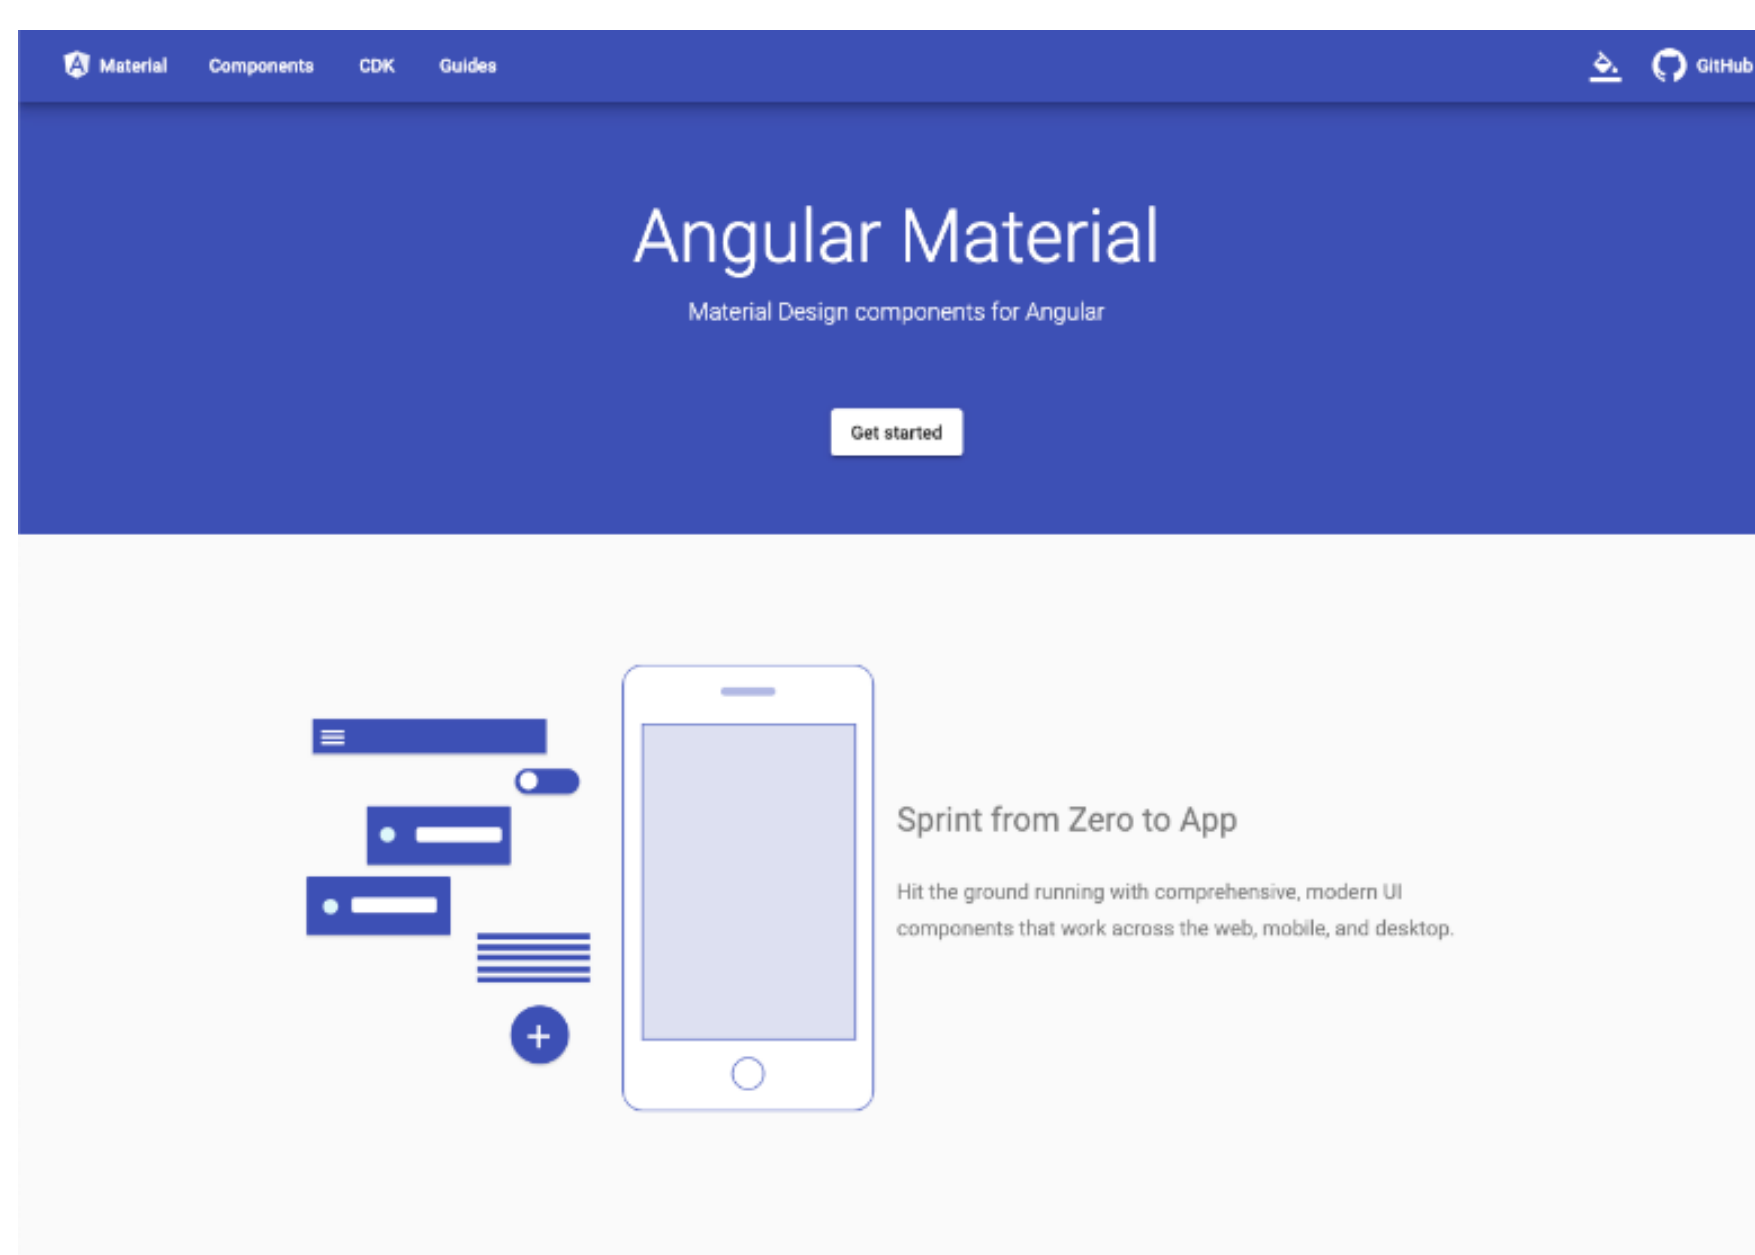 Material Components CDK Guides GitHub
Angular Material
Material Design components for Angular
Get started
Sprint from Zero to App
Hit the ground running with comprehensive, modern UI
components that work across the web, mobile, and desktop.